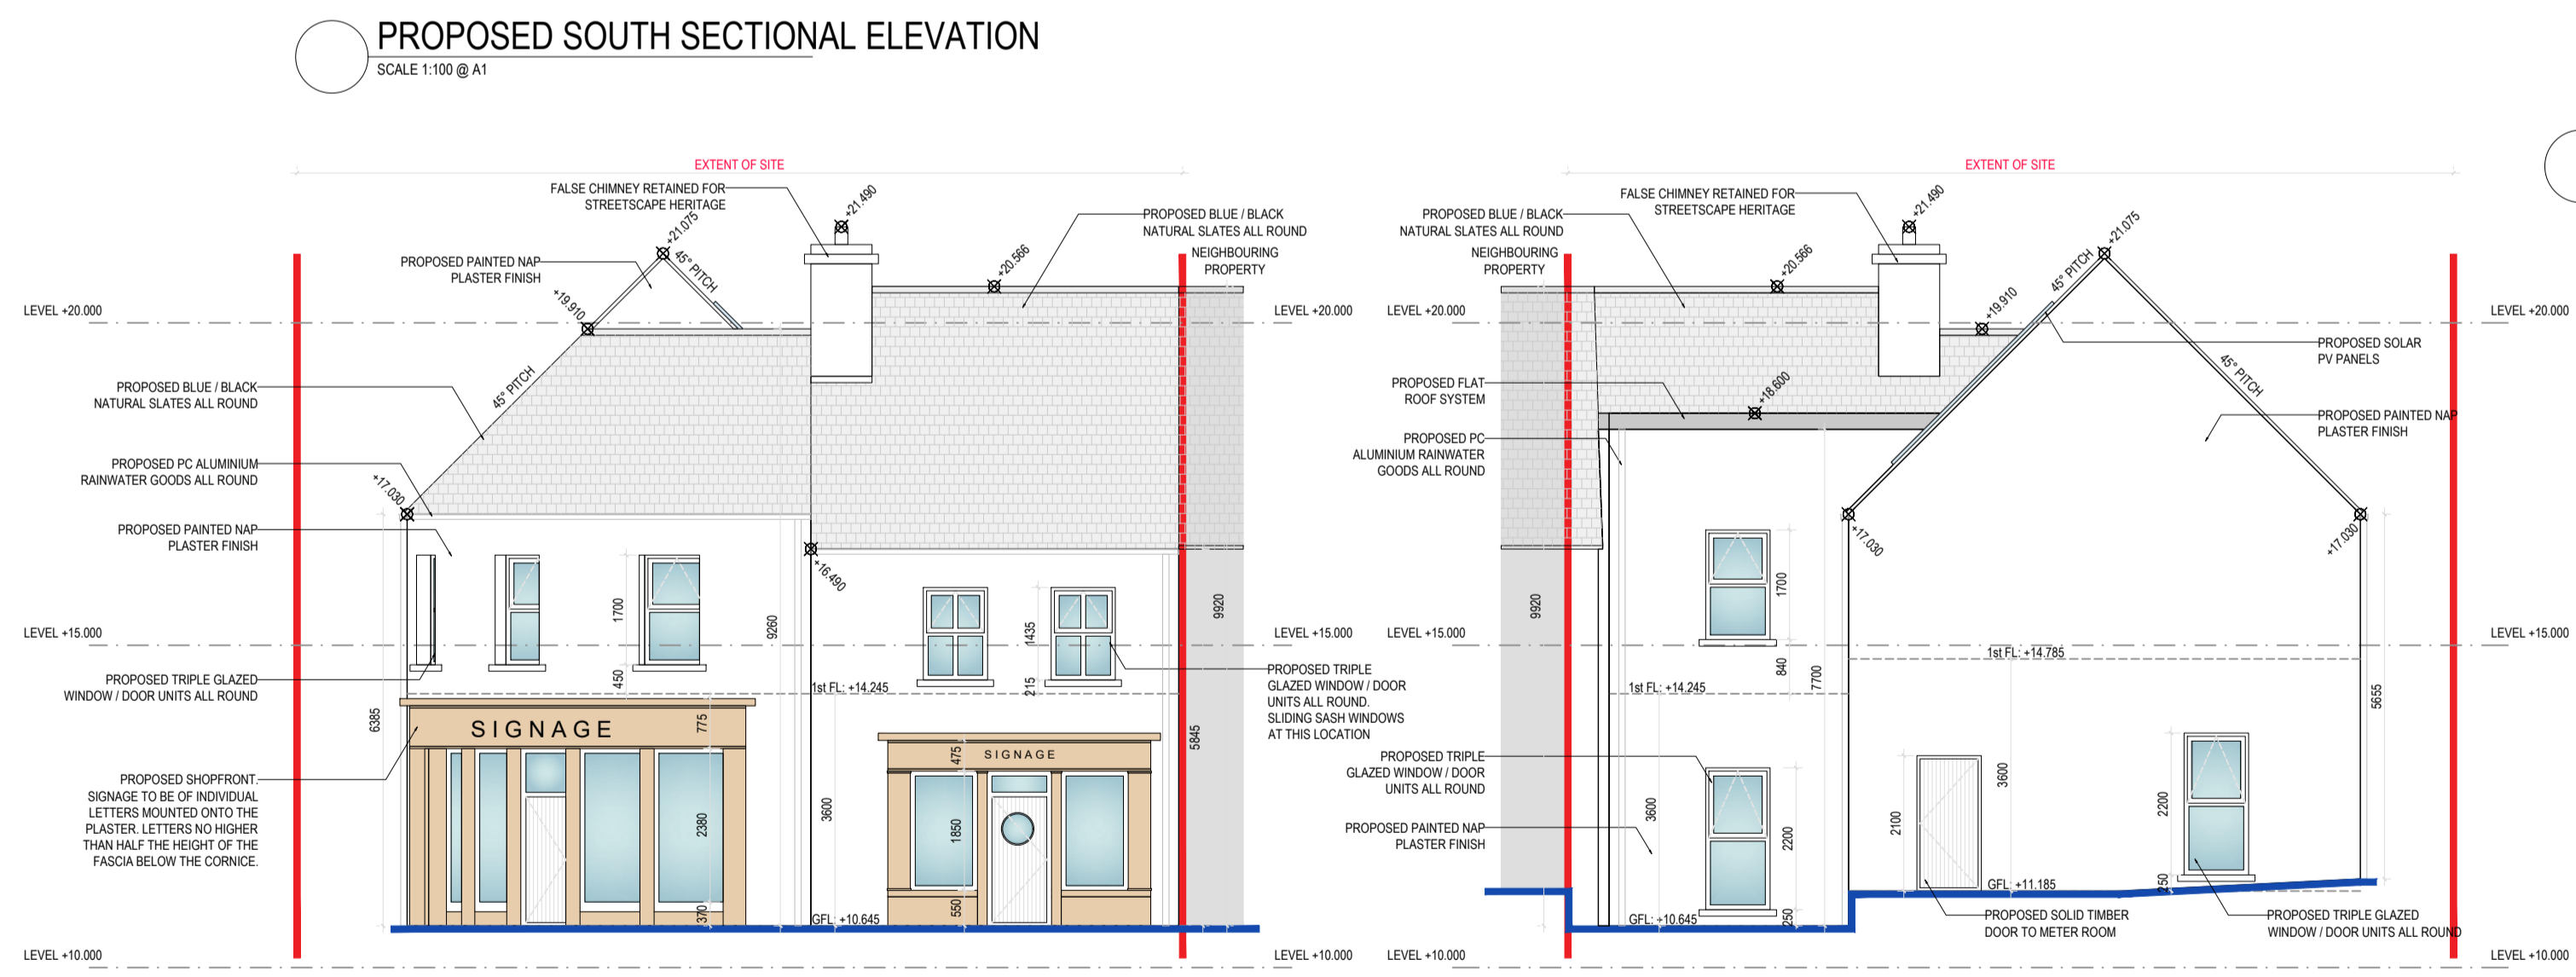 PROPOSED SOUTH SECTIONAL ELEVATION
SCALE 1:100 @ A1
EXTENT OF SITE
FALSE CHIMNEY RETAINED FOR
STREETSCAPE HERITAGE
+21.490
+21.075
45° PITCH
PROPOSED BLUE / BLACK
NATURAL SLATES ALL ROUND
NEIGHBOURING
PROPERTY
+20.566
PROPOSED PAINTED NAP
PLASTER FINISH
+19.910
LEVEL +20.000
LEVEL +20.000
45° PITCH
PROPOSED BLUE / BLACK
NATURAL SLATES ALL ROUND
PROPOSED PC ALUMINIUM
RAINWATER GOODS ALL ROUND
+17.030
PROPOSED PAINTED NAP
PLASTER FINISH
+16.490
1700
9260
1435
9920
LEVEL +15.000
LEVEL +15.000
PROPOSED TRIPLE GLAZED
WINDOW / DOOR UNITS ALL ROUND
450
1st FL: +14.245
215
PROPOSED TRIPLE
GLAZED WINDOW / DOOR
UNITS ALL ROUND.
SLIDING SASH WINDOWS
AT THIS LOCATION
6385
SIGNAGE
775
475
SIGNAGE
5845
PROPOSED SHOPFRONT.
SIGNAGE TO BE OF INDIVIDUAL
LETTERS MOUNTED ONTO THE
PLASTER. LETTERS NO HIGHER
THAN HALF THE HEIGHT OF THE
FASCIA BELOW THE CORNICE.
2380
3600
1850
370
550
GFL: +10.645
LEVEL +10.000
LEVEL +10.000
EXTENT OF SITE
FALSE CHIMNEY RETAINED FOR
STREETSCAPE HERITAGE
+21.490
+21.075
PROPOSED BLUE / BLACK
NATURAL SLATES ALL ROUND
NEIGHBOURING
PROPERTY
+20.566
45° PITCH
+19.910
LEVEL +20.000
LEVEL +20.000
PROPOSED SOLAR
PV PANELS
45° PITCH
PROPOSED FLAT
ROOF SYSTEM
+18.600
PROPOSED PAINTED NAP
PLASTER FINISH
PROPOSED PC
ALUMINIUM RAINWATER
GOODS ALL ROUND
+17.030
+17.030
9920
1700
LEVEL +15.000
LEVEL +15.000
1st FL: +14.785
840
7700
1st FL: +14.245
5655
PROPOSED TRIPLE
GLAZED WINDOW / DOOR
UNITS ALL ROUND
3600
2200
2100
3600
2200
PROPOSED PAINTED NAP
PLASTER FINISH
GFL: +11.185
250
GFL: +10.645
250
PROPOSED SOLID TIMBER
DOOR TO METER ROOM
PROPOSED TRIPLE GLAZED
WINDOW / DOOR UNITS ALL ROUND
LEVEL +10.000
LEVEL +10.000